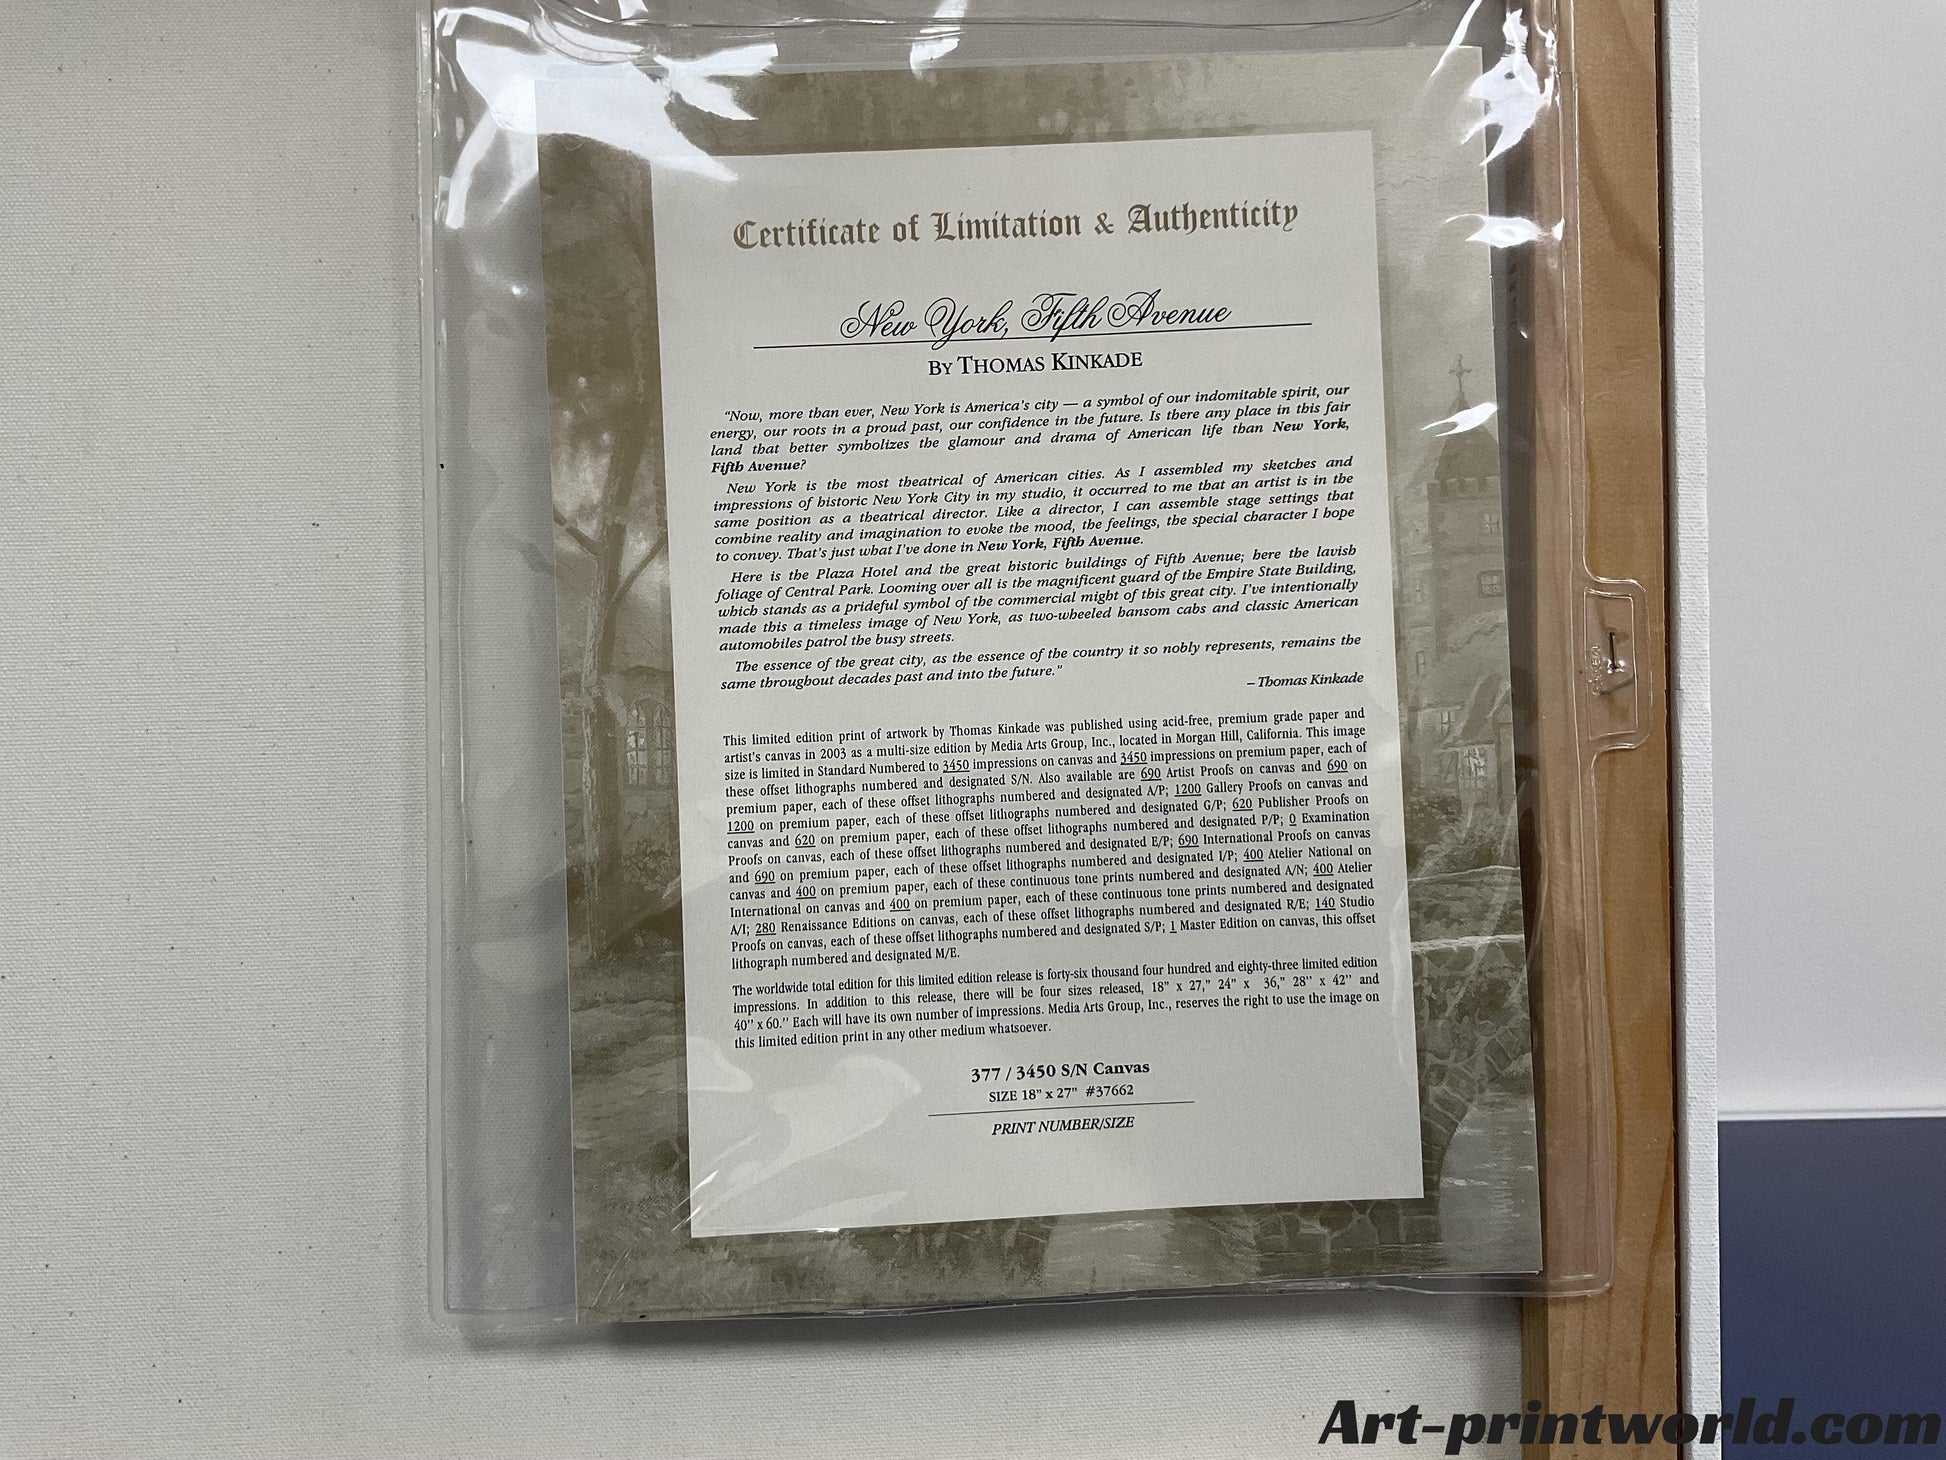 Certificate of Limitation & Authenticity
New York, Fifth Avenue
BY THOMAS KINKADE
"Now, more than ever, New York is America's city — a symbol of our indomitable spirit, our
energy, our roots in a proud past, our confidence in the future. Is there any place in this fair
land that better symbolizes the glamour and drama of American life than New York,
Fifth Avenue?
New York is the most theatrical of American cities. As I assembled my sketches and
impressions of historic New York City in my studio, it occurred to me that an artist is in the
same position as a theatrical director. Like a director, I can assemble stage settings that
combine reality and imagination to evoke the mood, the feelings, the special character I hope
to convey. That's just what I've done in New York, Fifth Avenue.
Here is the Plaza Hotel and the great historic buildings of Fifth Avenue; here the lavish
foliage of Central Park. Looming over all is the magnificent guard of the Empire State Building,
which stands as a prideful symbol of the commercial might of this great city. I've intentionally
made this a timeless image of New York, as two-wheeled hansom cabs and classic American
automobiles patrol the busy streets.
The essence of the great city, as the essence of the country it so nobly represents, remains the
same throughout decades past and into the future."
– Thomas Kinkade
This limited edition print of artwork by Thomas Kinkade was published using acid-free, premium grade paper and
artist's canvas in 2003 as a multi-size edition by Media Arts Group, Inc., located in Morgan Hill, California. This image
size is limited in Standard Numbered to 3450 impressions on canvas and 3450 impressions on premium paper, each of
these offset lithographs numbered and designated S/N. Also available are 690 Artist Proofs on canvas and 690 on
premium paper, each of these offset lithographs numbered and designated A/P; 1200 Gallery Proofs on canvas and
1200 on premium paper, each of these offset lithographs numbered and designated G/P; 620 Publisher Proofs on
canvas and 620 on premium paper, each of these offset lithographs numbered and designated P/P; 0 Examination
Proofs on canvas, each of these offset lithographs numbered and designated E/P; 690 International Proofs on canvas
and 690 on premium paper, each of these offset lithographs numbered and designated I/P; 400 Atelier National on
canvas and 400 on premium paper, each of these continuous tone prints numbered and designated A/N; 400 Atelier
International on canvas and 400 on premium paper, each of these continuous tone prints numbered and designated
A/I; 280 Renaissance Editions on canvas, each of these offset lithographs numbered and designated R/E; 140 Studio
Proofs on canvas, each of these offset lithographs numbered and designated S/P; 1 Master Edition on canvas, this offset
lithograph numbered and designated M/E.
The worldwide total edition for this limited edition release is forty-six thousand four hundred and eighty-three limited edition
impressions. In addition to this release, there will be four sizes released, 18" x 27," 24" x 36," 28" x 42" and
40" x 60." Each will have its own number of impressions. Media Arts Group, Inc., reserves the right to use the image on
this limited edition print in any other medium whatsoever.
377 / 3450 S/N Canvas
SIZE 18" x 27" #37662
PRINT NUMBER/SIZE
Art-printworld.com